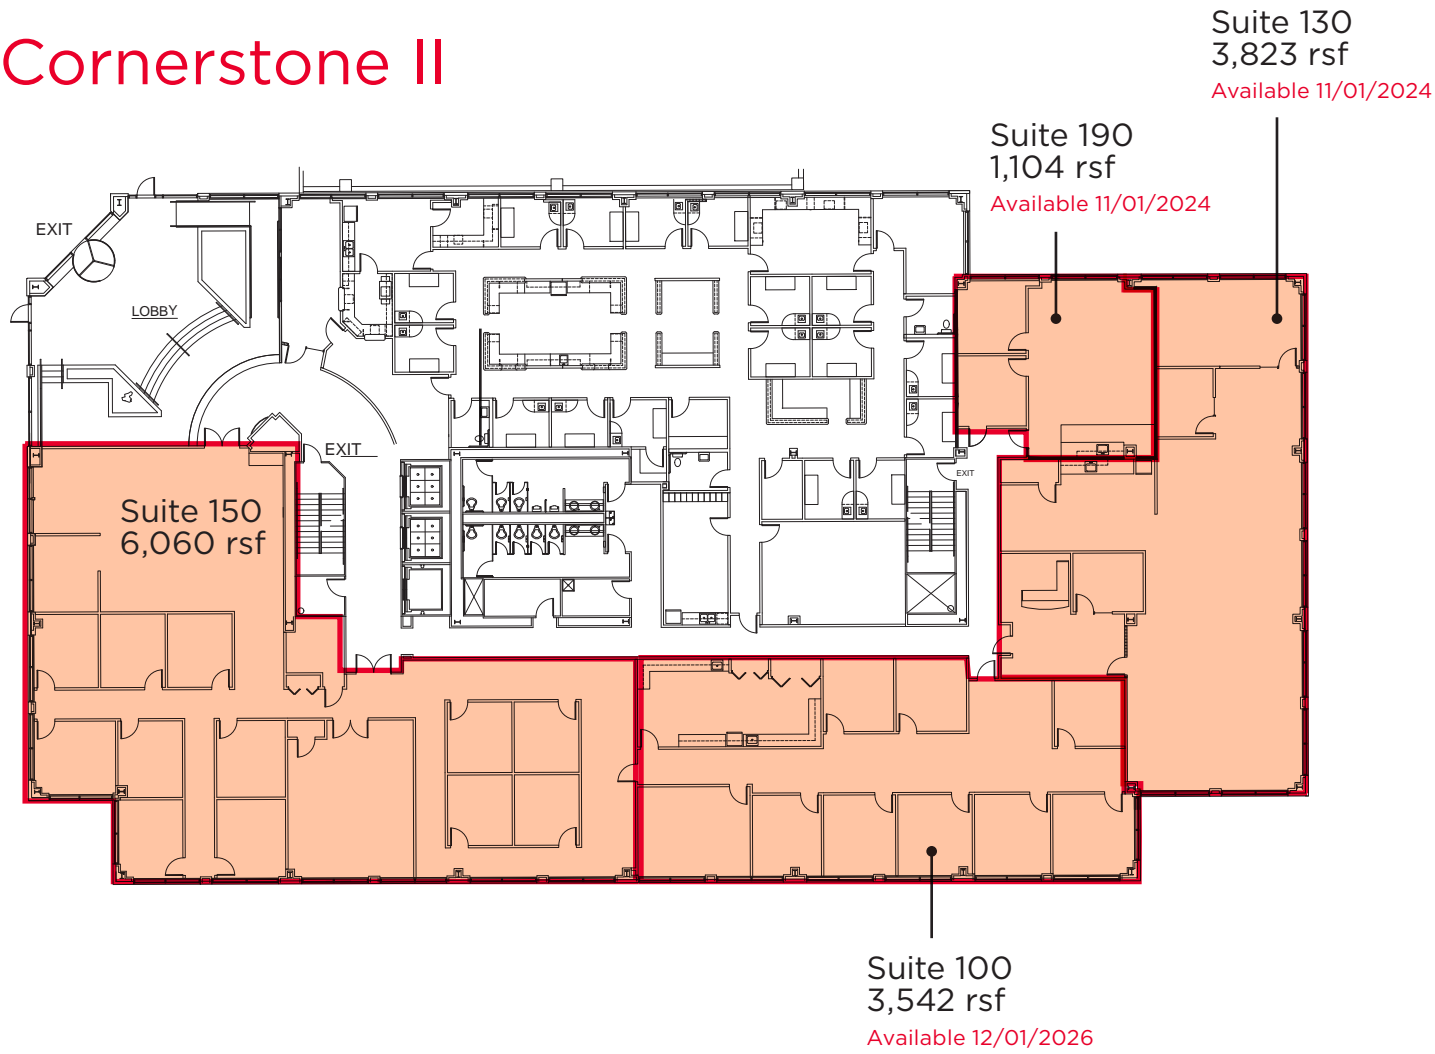 Cornerstone II
Suite 130
3,823 rsf
Available 11/01/2024
Suite 190
1,104 rsf
Available 11/01/2024
EXIT
LOBBY
EXIT
EXIT
Suite 150
6,060 rsf
Suite 100
3,542 rsf
Available 12/01/2026